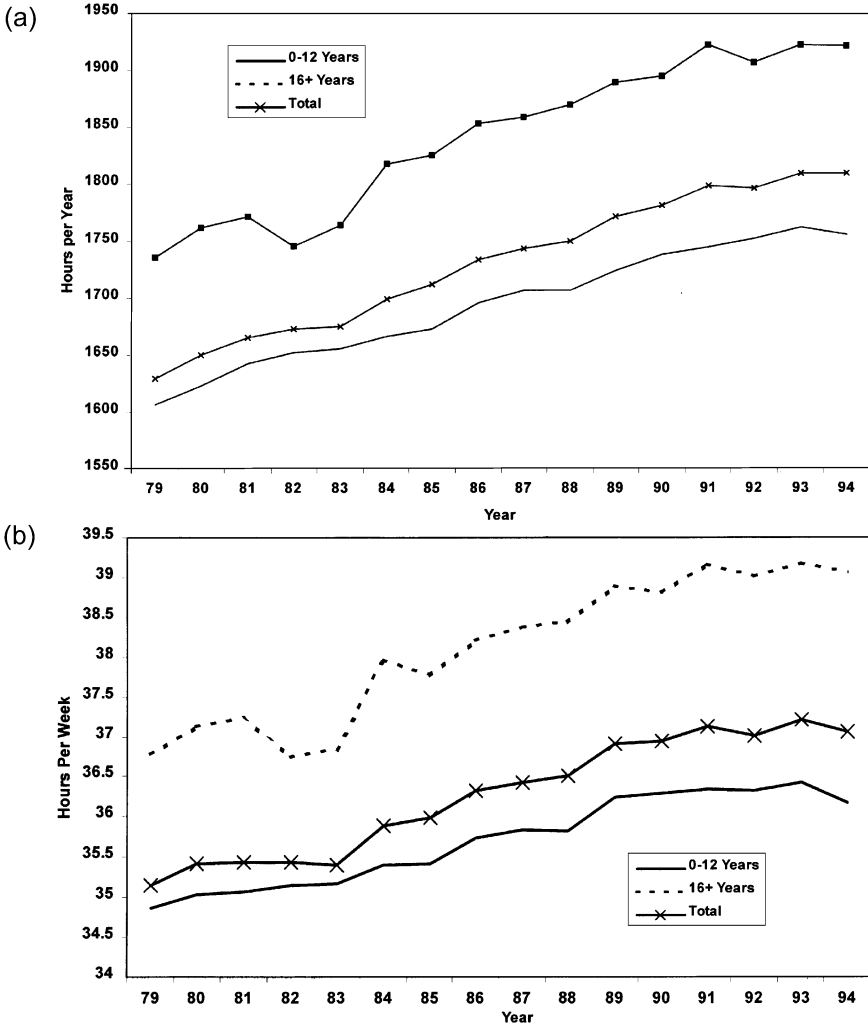 (a)
1950
1900
1850
1800
1750
1700
1650
1600
1550
Hours per Year
0-12 Years
16+ Years
Total
79 80 81 82 83 84 85 86 87 88 89 90 91 92 93 94
Year
(b)
39.5
39
38.5
38
37.5
37
36.5
36
35.5
35
34.5
34
Hours Per Week
0-12 Years
16+ Years
Total
79 80 81 82 83 84 85 86 87 88 89 90 91 92 93 94
Year